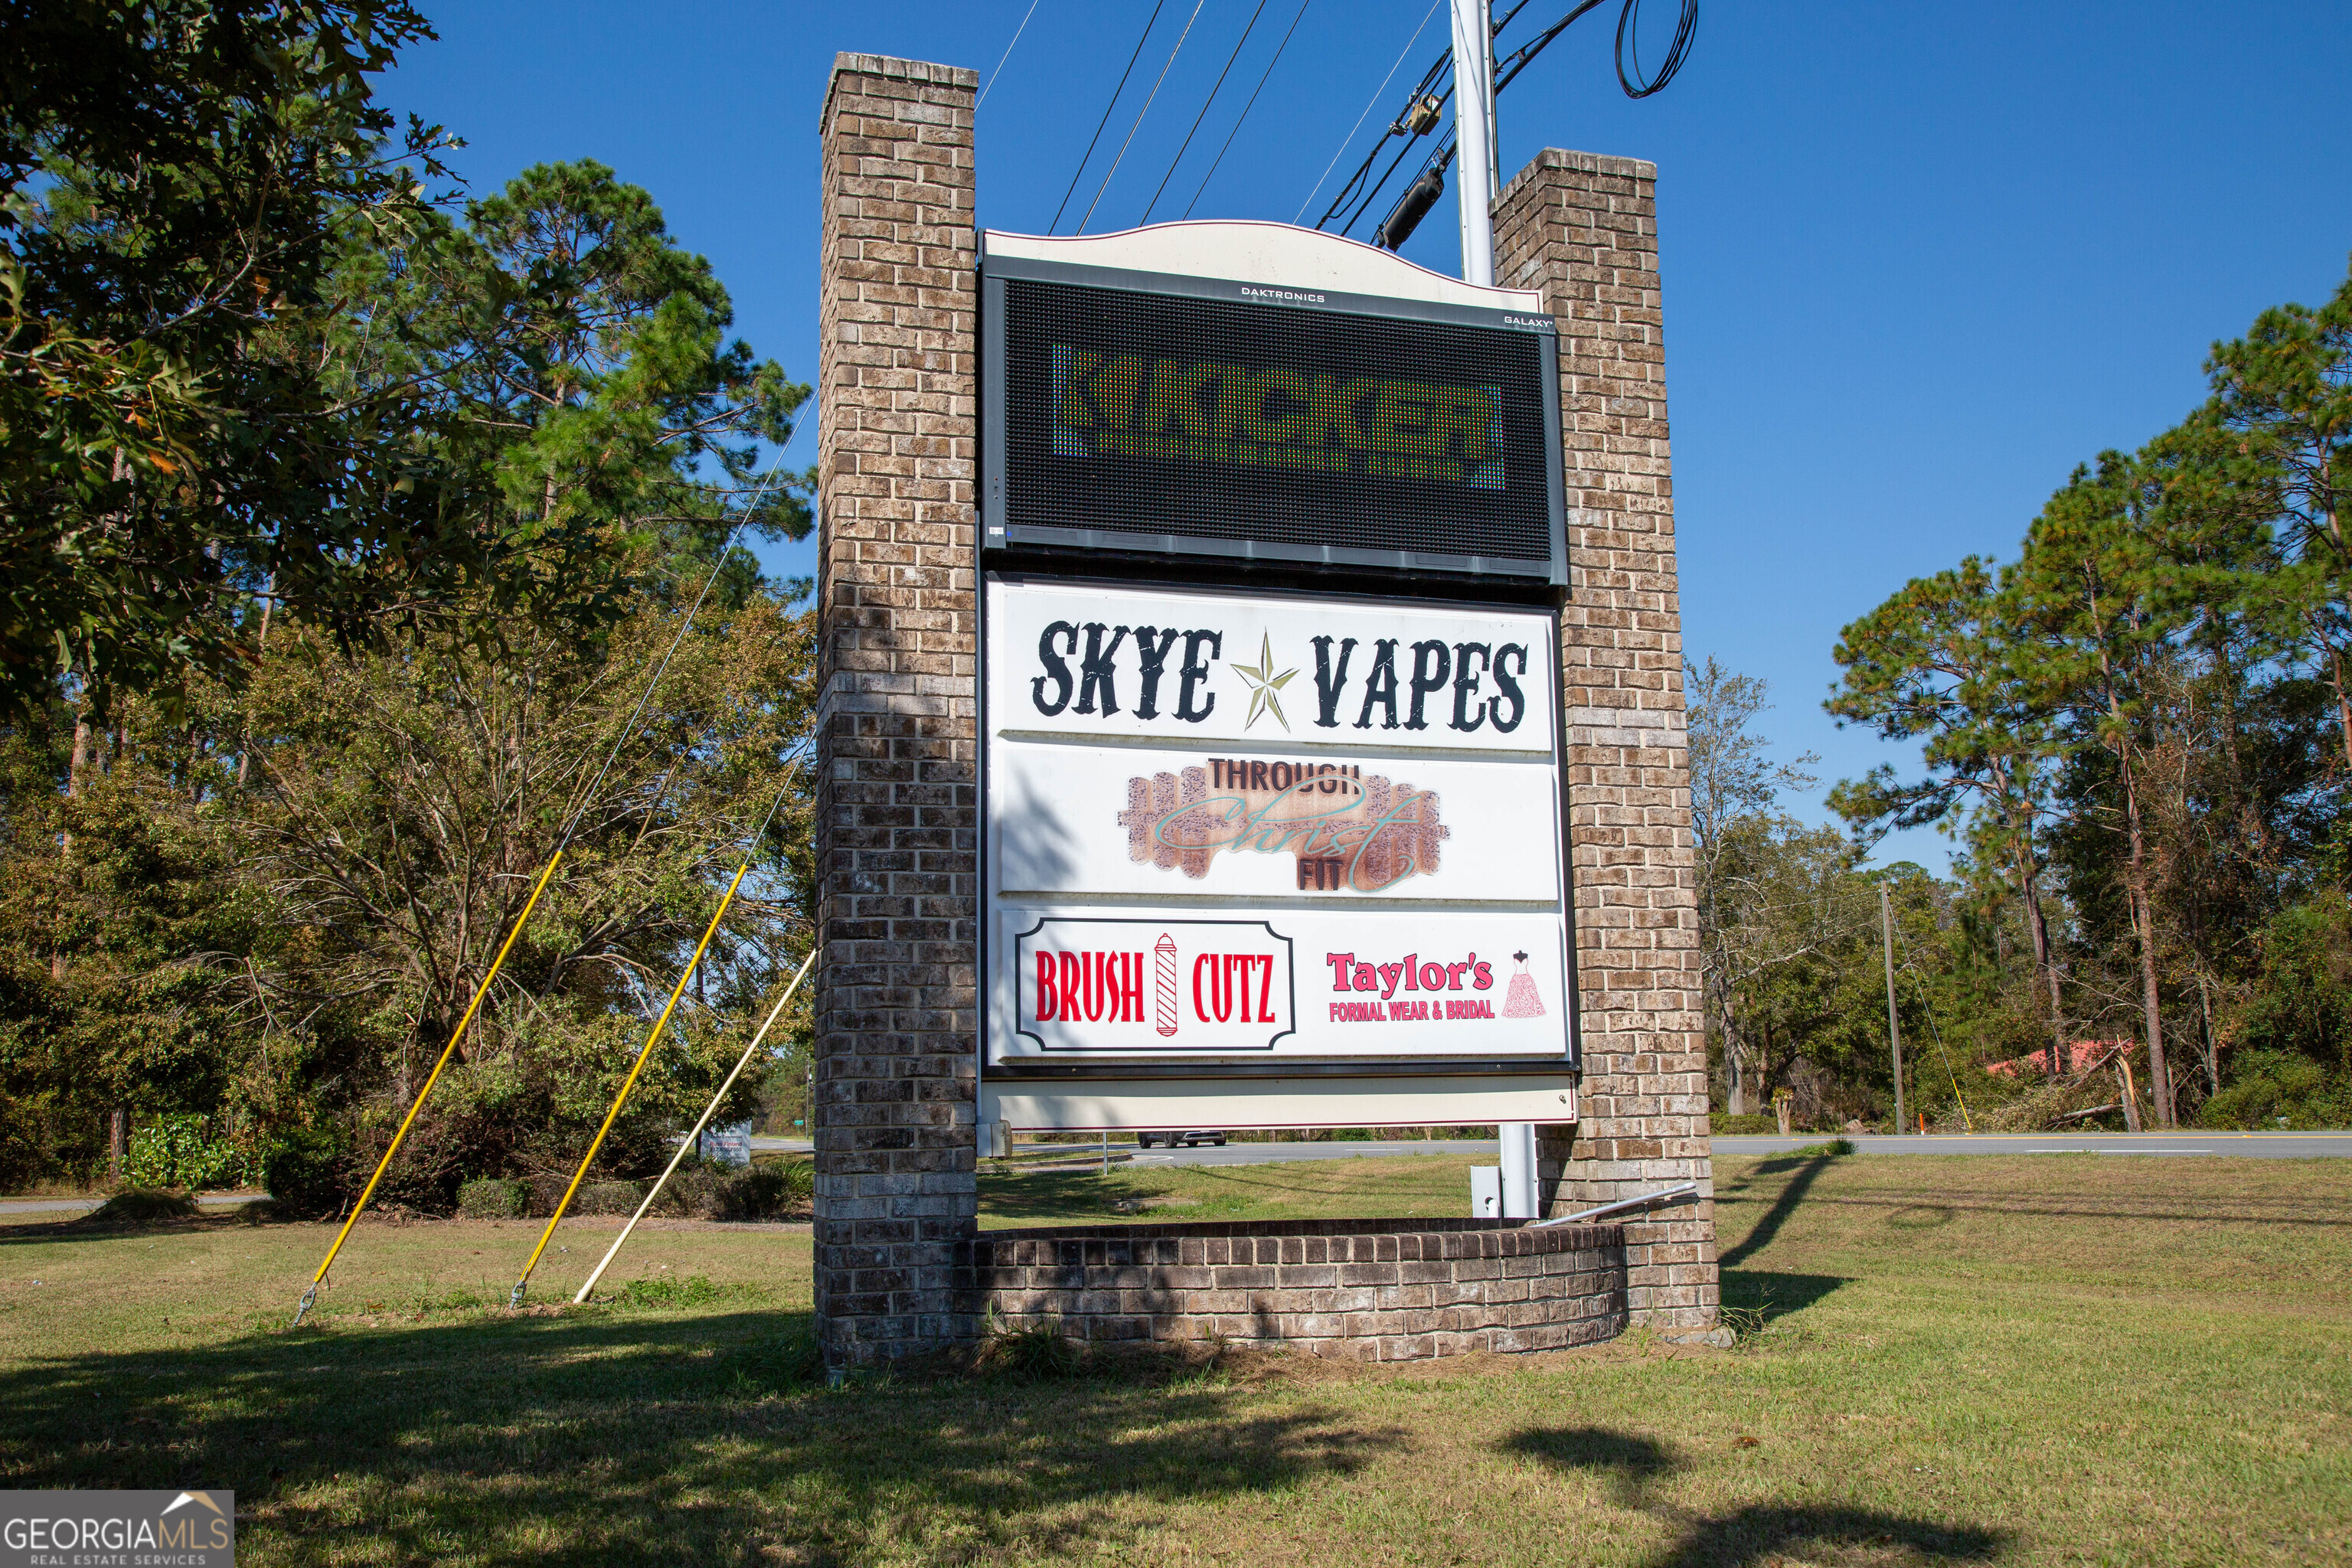 DAKTRONICS
GALAXY
KICKER
SKYE VAPES
THROUGH
Christ
FIT
BRUSH CUTZ
Taylor's
FORMAL WEAR & BRIDAL
GEORGIAMLS
REAL ESTATE SERVICES